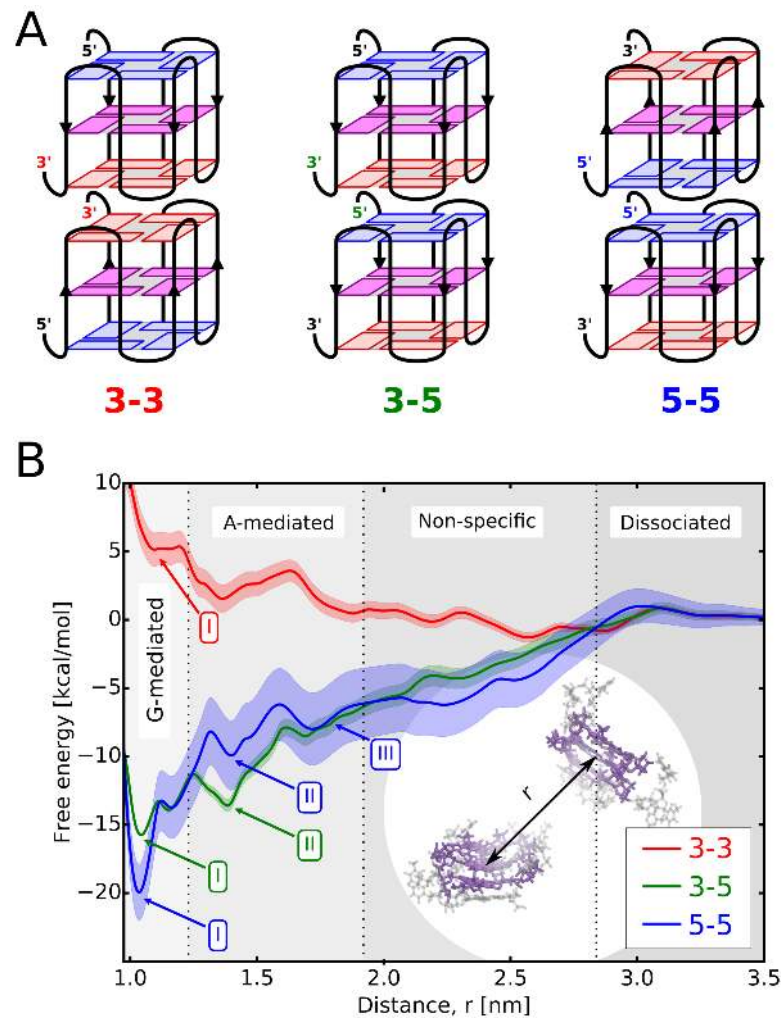 A
5' 5' 3'
3' 3' 5'
3' 5' 5'
5' 3' 3'
3-3 3-5 5-5
B
10
5
0
−5
−10
−15
−20
Free energy [kcal/mol]
G-mediated
A-mediated
Non-specific
Dissociated
I
III
II
II
I
I
r
3-3
3-5
5-5
1.0 1.5 2.0 2.5 3.0 3.5
Distance, r [nm]